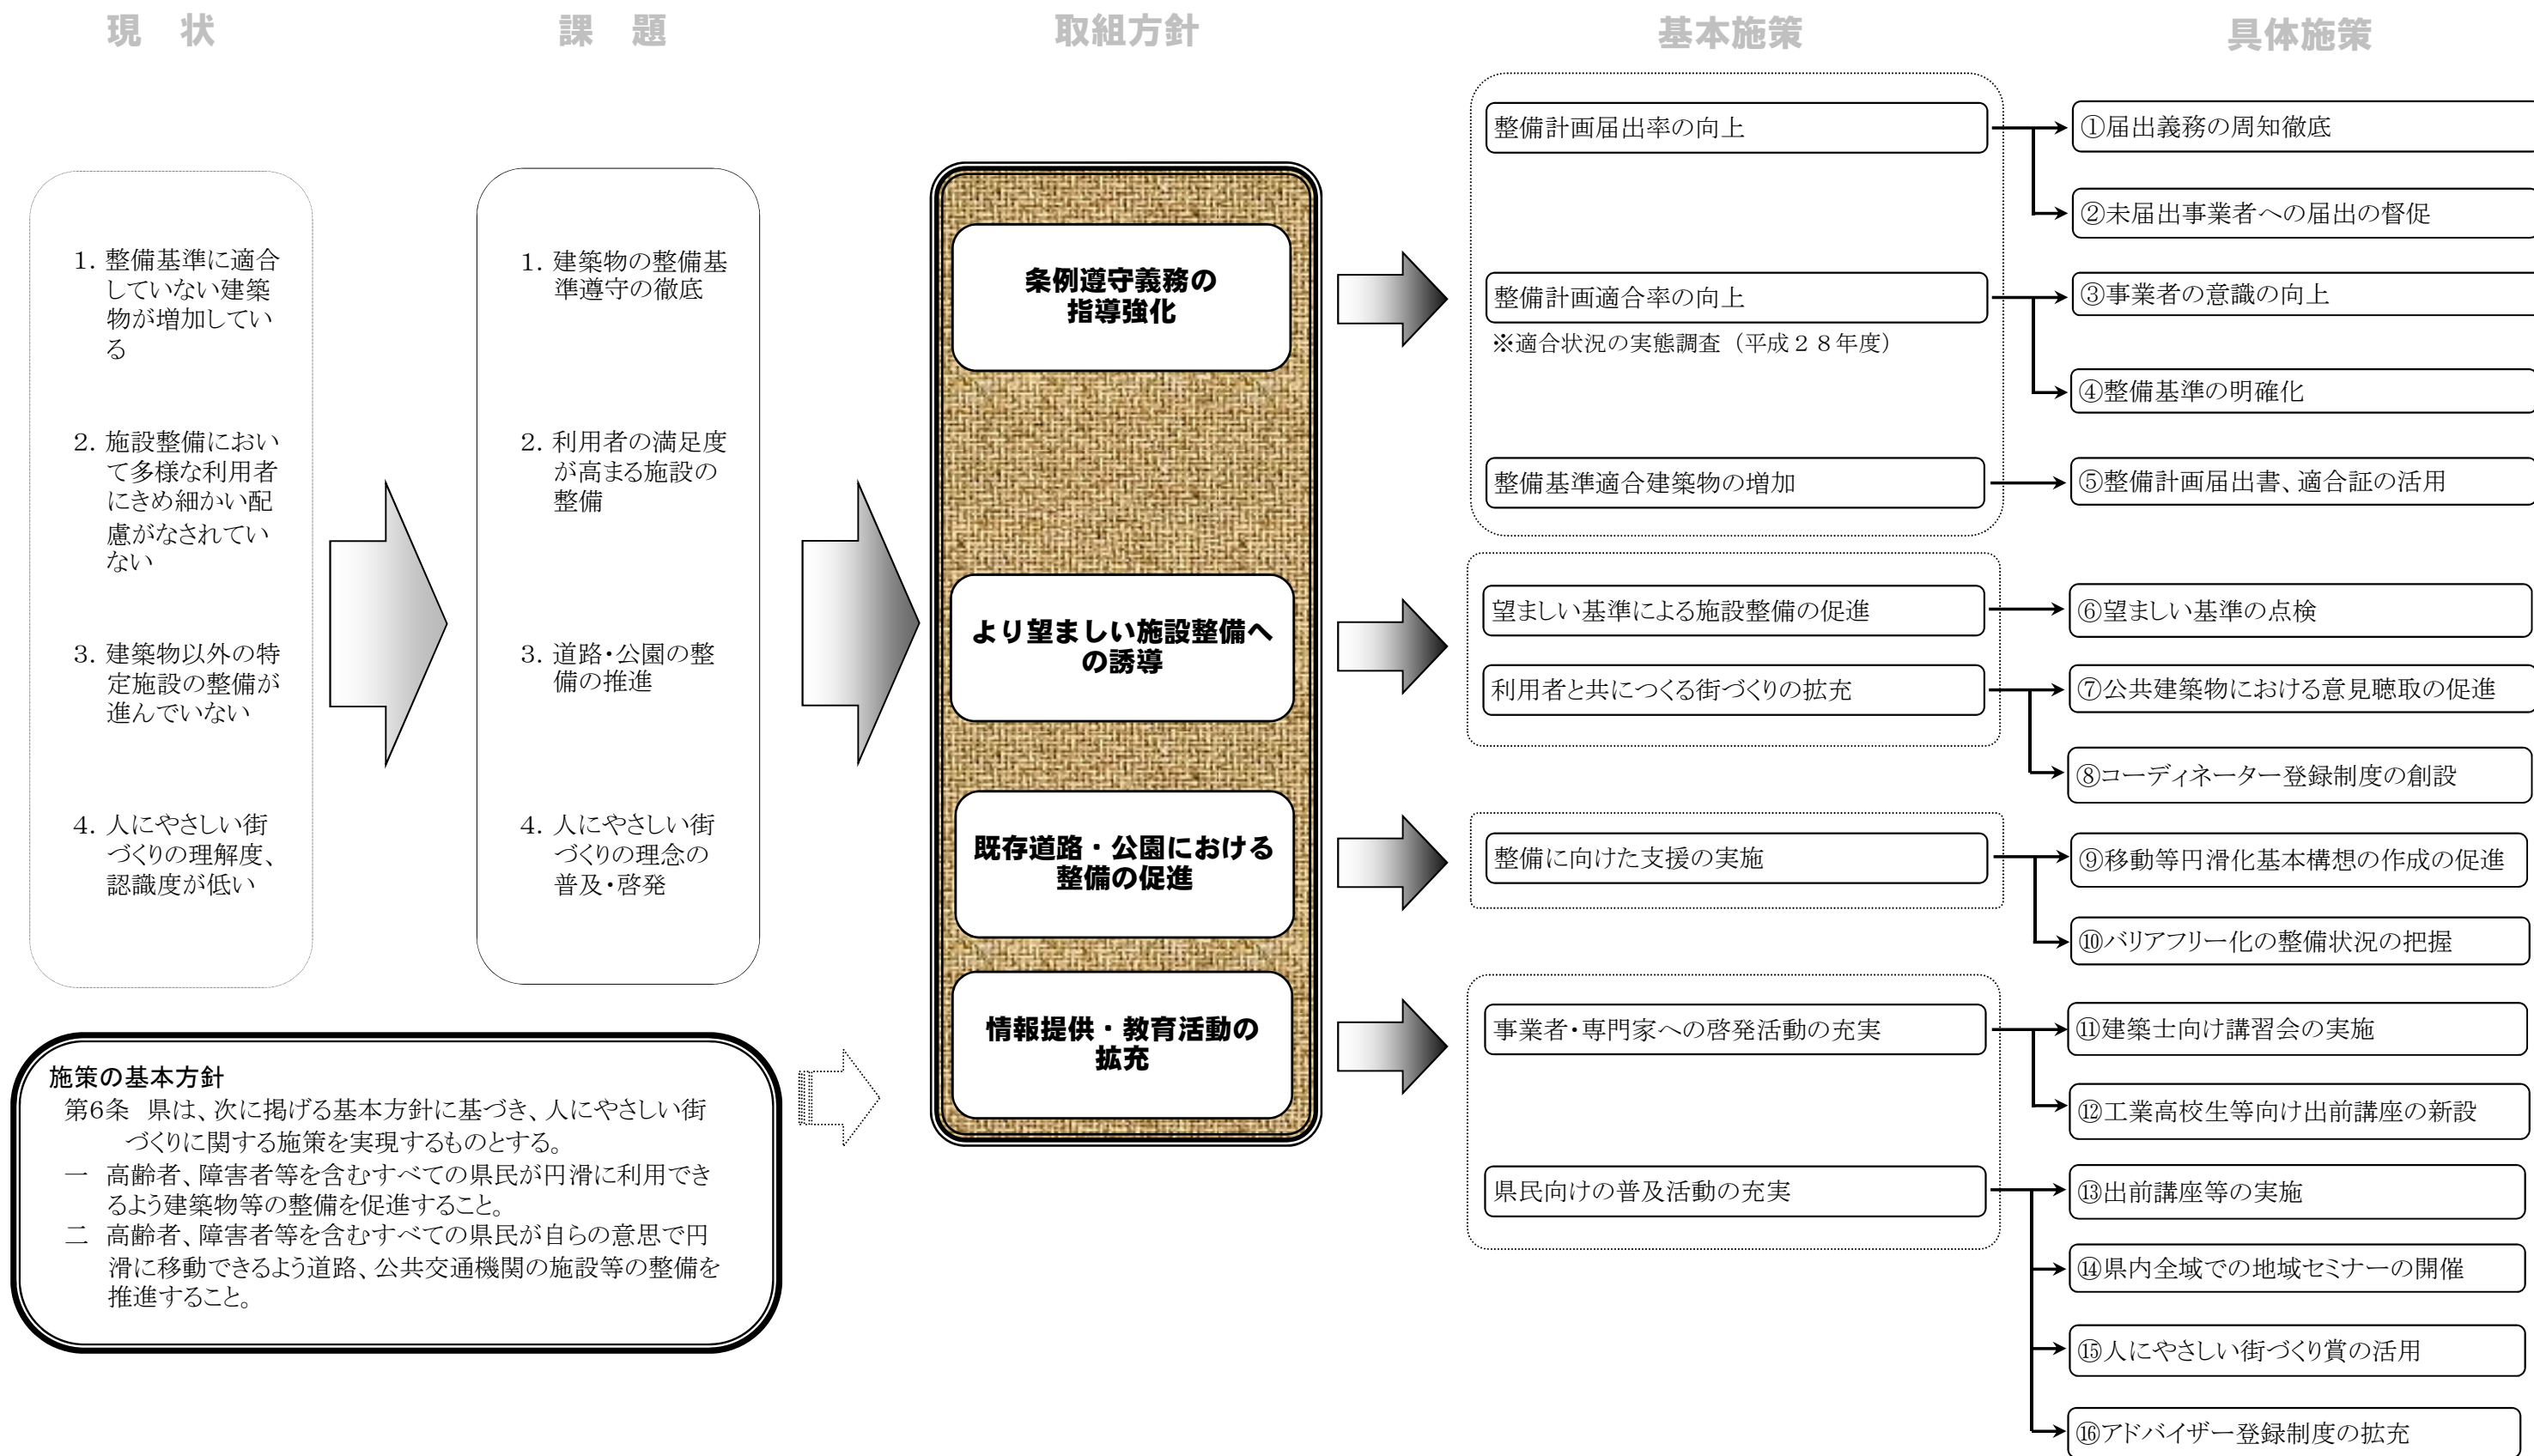 現　状
課　題
取組方針
基本施策
具体施策
1. 整備基準に適合
していない建築
物が増加してい
る
2. 施設整備におい
て多様な利用者
にきめ細かい配
慮がなされてい
ない
3. 建築物以外の特
定施設の整備が
進んでいない
4. 人にやさしい街
づくりの理解度、
認識度が低い
1. 建築物の整備基
準遵守の徹底
2. 利用者の満足度
が高まる施設の
整備
3. 道路・公園の整
備の推進
4. 人にやさしい街
づくりの理念の
普及・啓発
施策の基本方針
第6条　県は、次に掲げる基本方針に基づき、人にやさしい街
づくりに関する施策を実現するものとする。
一　高齢者、障害者等を含むすべての県民が円滑に利用でき
るよう建築物等の整備を促進すること。
二　高齢者、障害者等を含むすべての県民が自らの意思で円
滑に移動できるよう道路、公共交通機関の施設等の整備を
推進すること。
条例遵守義務の
指導強化
より望ましい施設整備へ
の誘導
既存道路・公園における
整備の促進
情報提供・教育活動の
拡充
整備計画届出率の向上
①届出義務の周知徹底
②未届出事業者への届出の督促
整備計画適合率の向上
※適合状況の実態調査（平成２８年度）
③事業者の意識の向上
④整備基準の明確化
整備基準適合建築物の増加
⑤整備計画届出書、適合証の活用
望ましい基準による施設整備の促進
⑥望ましい基準の点検
利用者と共につくる街づくりの拡充
⑦公共建築物における意見聴取の促進
⑧コーディネーター登録制度の創設
整備に向けた支援の実施
⑨移動等円滑化基本構想の作成の促進
⑩バリアフリー化の整備状況の把握
事業者・専門家への啓発活動の充実
⑪建築士向け講習会の実施
⑫工業高校生等向け出前講座の新設
県民向けの普及活動の充実
⑬出前講座等の実施
⑭県内全域での地域セミナーの開催
⑮人にやさしい街づくり賞の活用
⑯アドバイザー登録制度の拡充